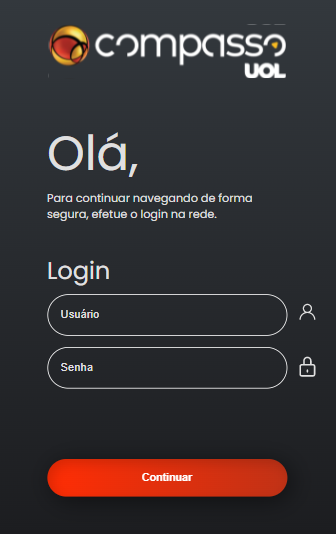 compasso
UOL
Olá,
Para continuar navegando de forma
segura, efetue o login na rede.
Login
Usuário
Senha
Continuar